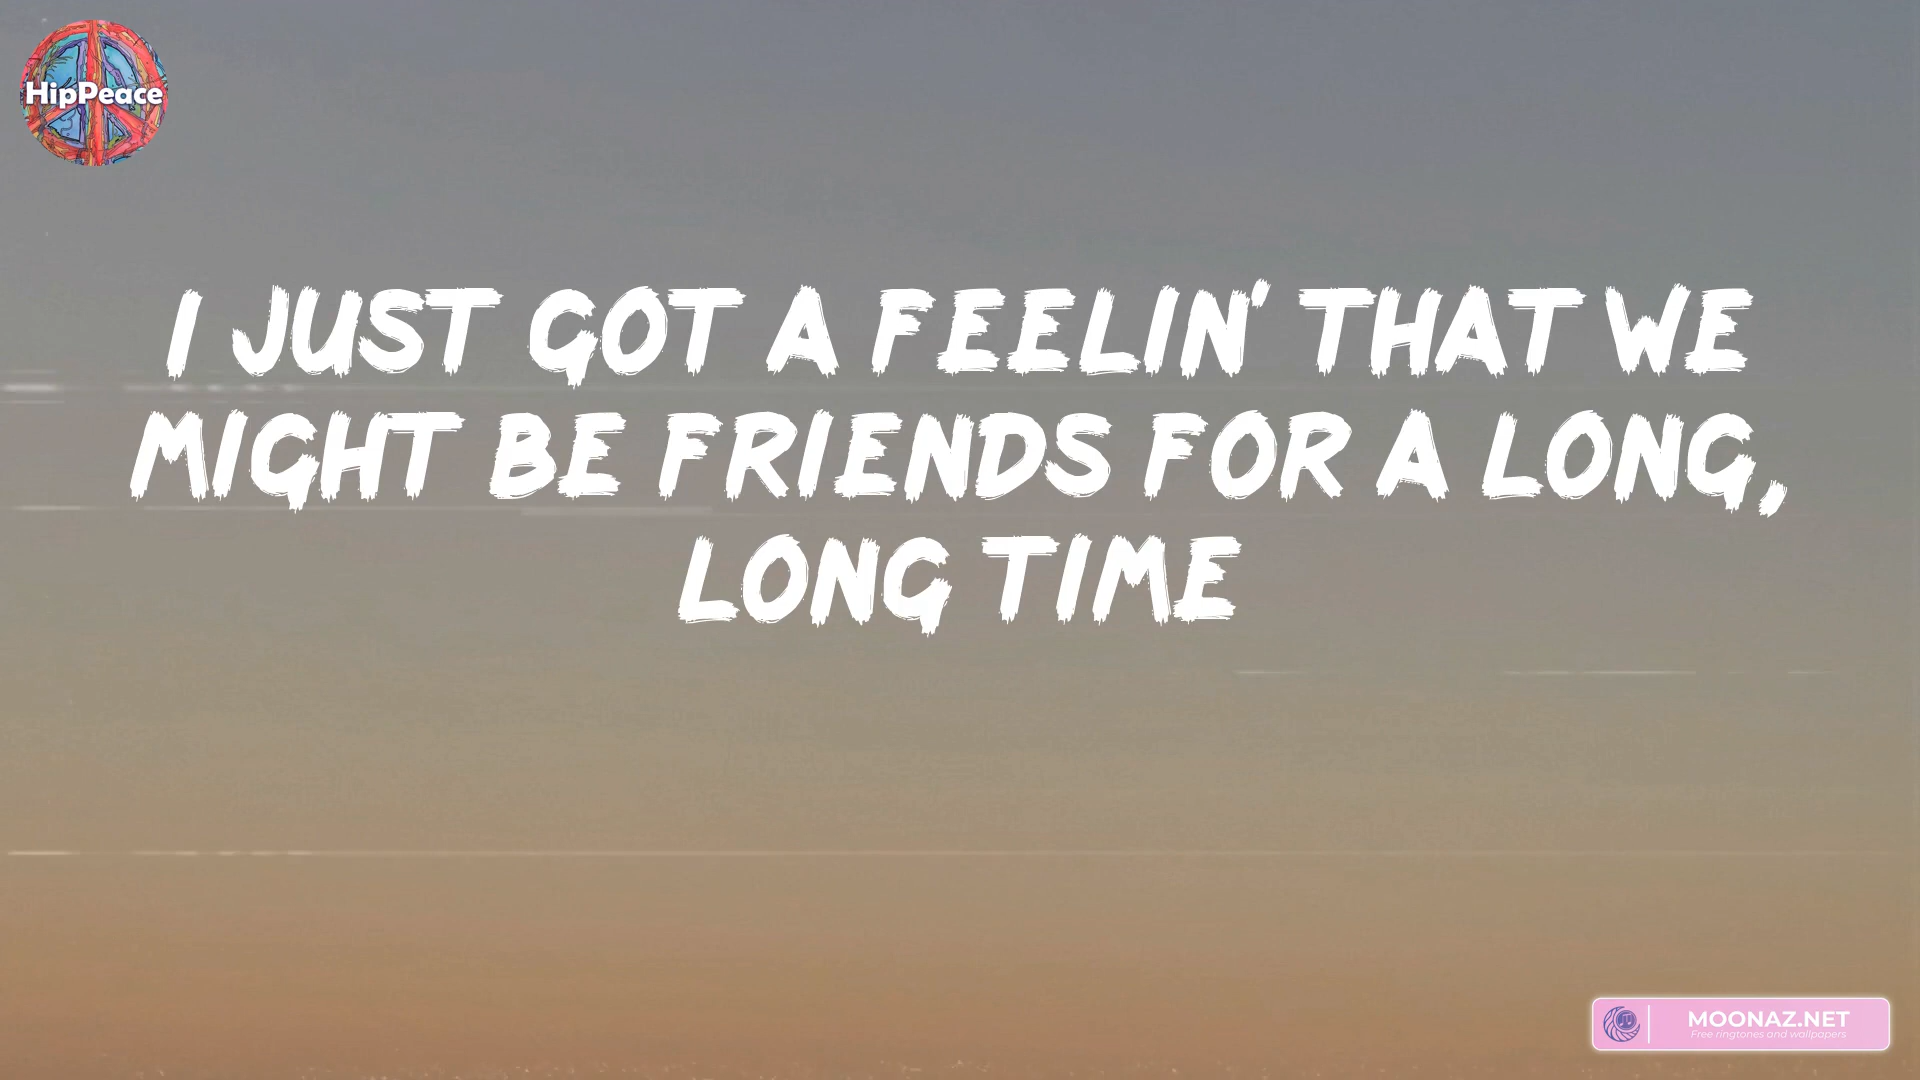 HipPeace
I JUST GOT A FEELIN' THAT WE
MIGHT BE FRIENDS FOR A LONG,
LONG TIME
MOONAZ.NET
Free ringtones and wallpapers